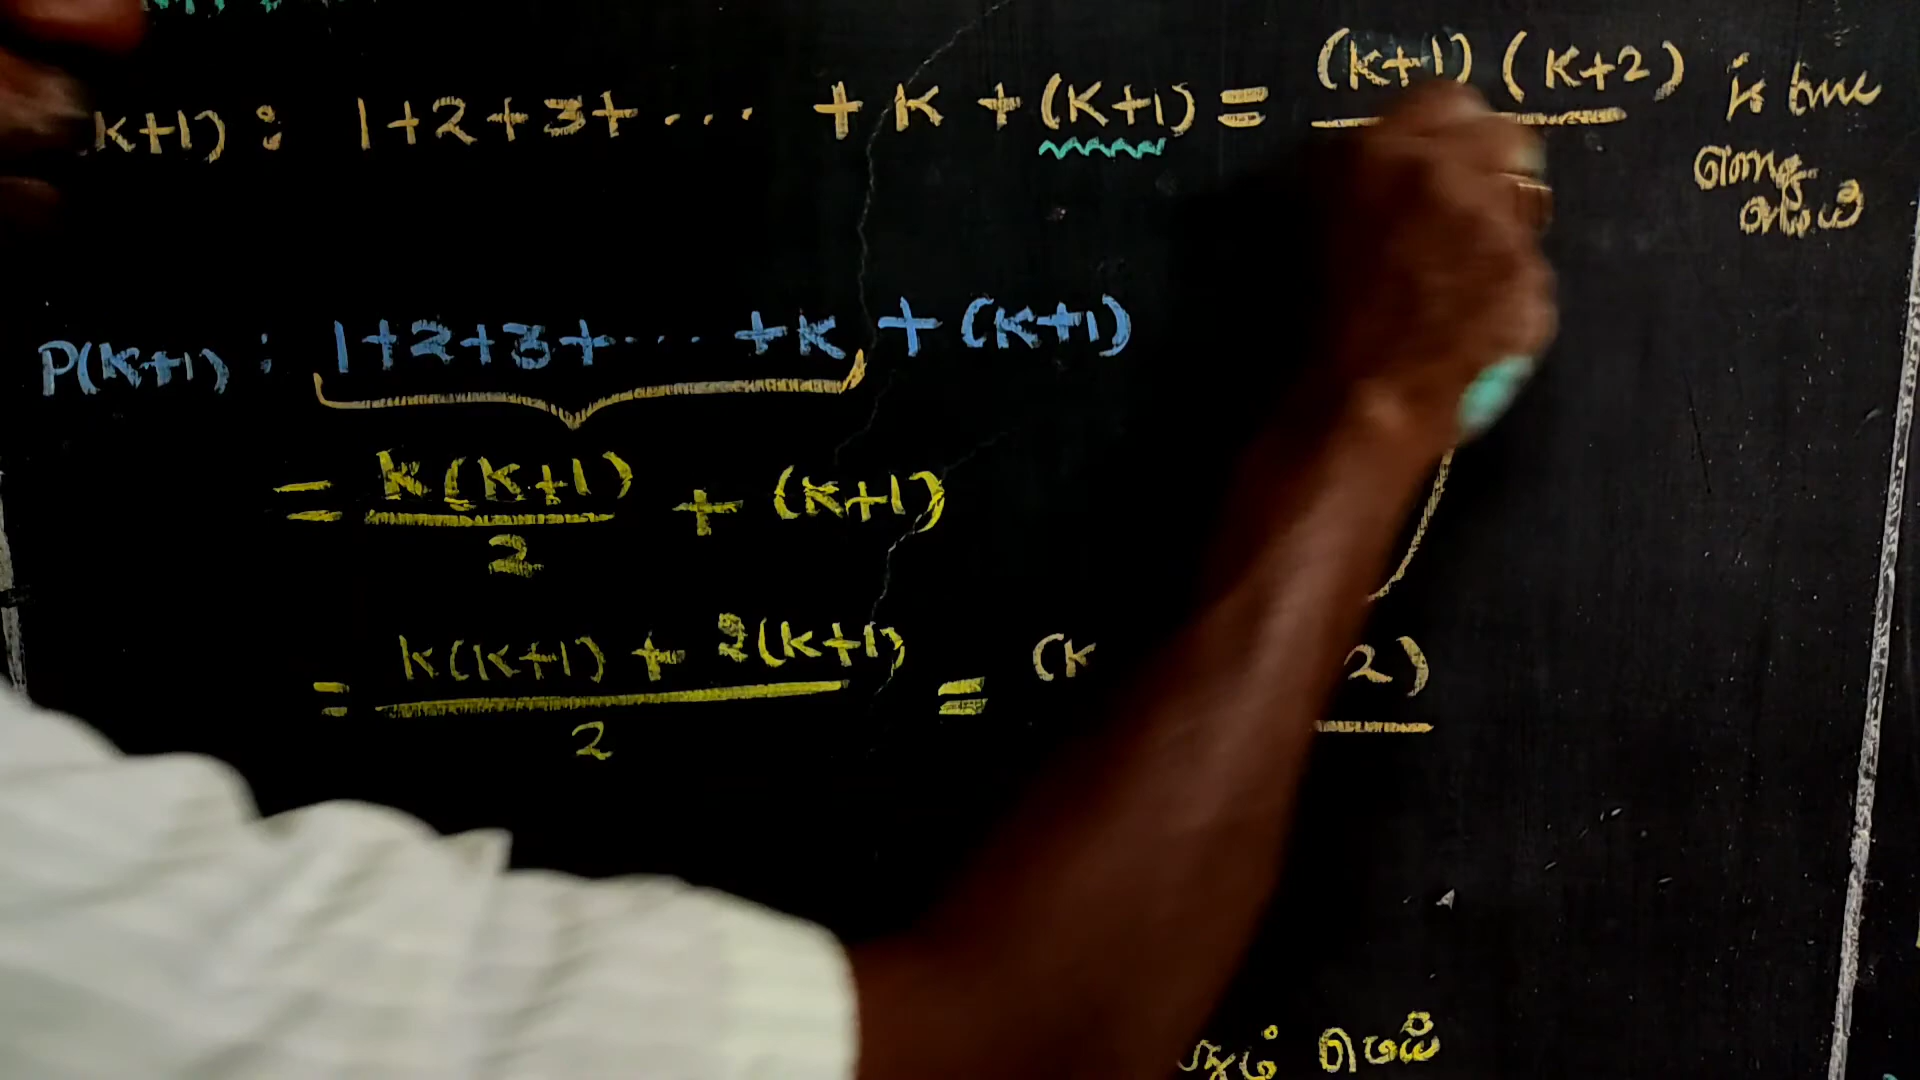 K+1) : 1+2+3+... + K + (K+1) = (K+1) (K+2) is true
என்க
P(K+1) : 1+2+3+... +K + (K+1)
= K(K+1)/2 + (K+1)
= K(K+1) + 2(K+1)/2 = (K 2)
மெய்